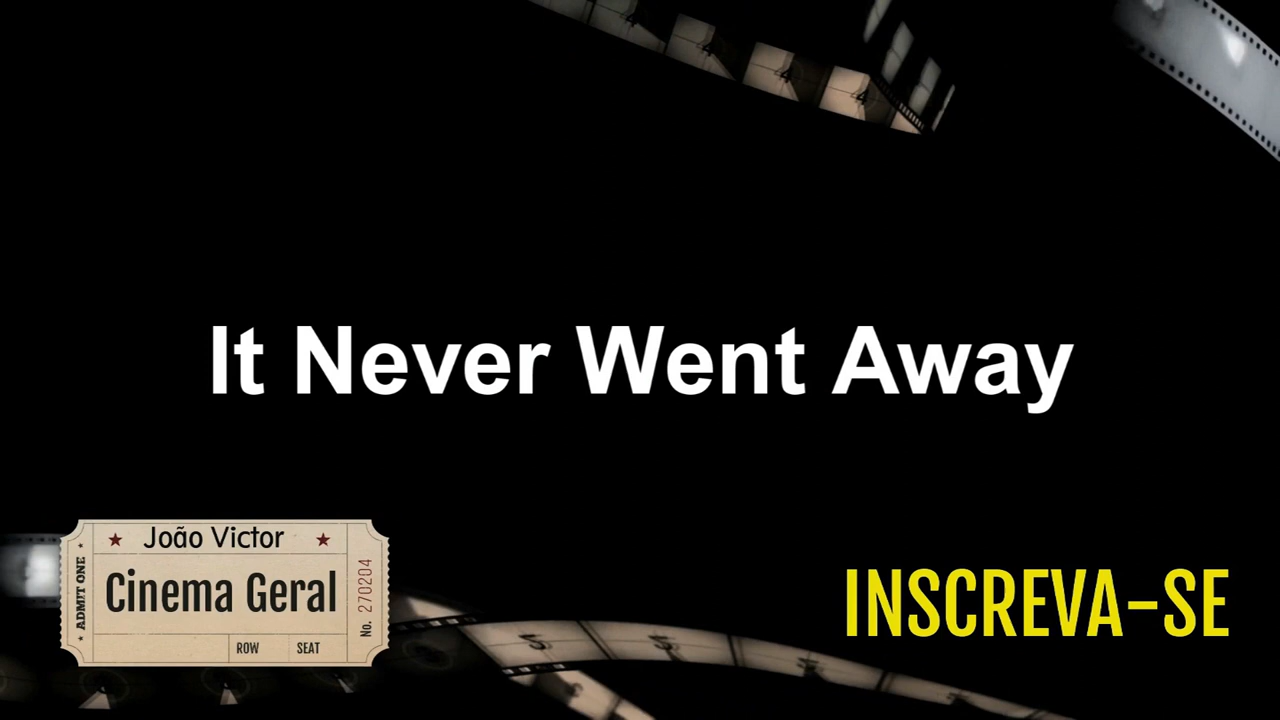 It Never Went Away
João Victor
Cinema Geral
ADMIT ONE
No. 270204
ROW
SEAT
INSCREVA-SE